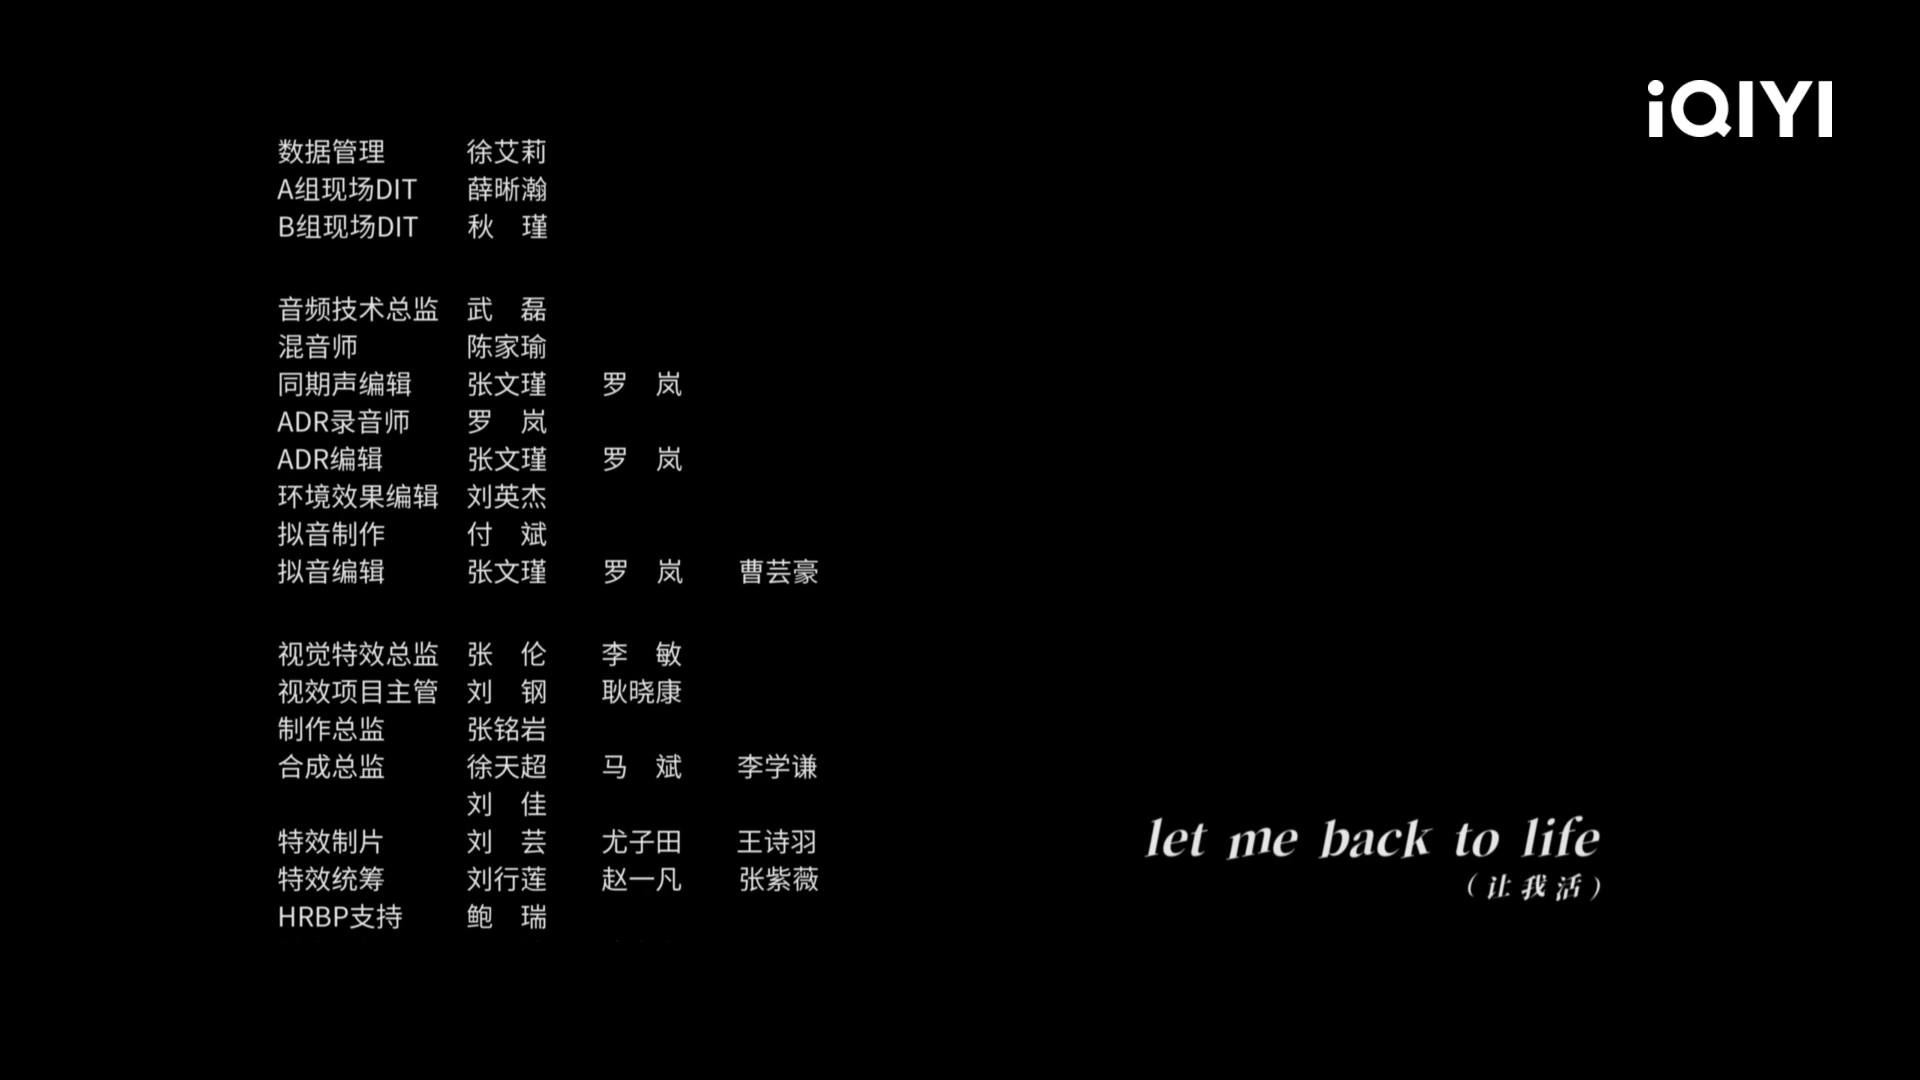 iQIYI
数据管理 徐艾莉
A组现场DIT 薛晰瀚
B组现场DIT 秋 瑾
音频技术总监 武 磊
混音师 陈家瑜
同期声编辑 张文瑾 罗 岚
ADR录音师 罗 岚
ADR编辑 张文瑾 罗 岚
环境效果编辑 刘英杰
拟音制作 付 斌
拟音编辑 张文瑾 罗 岚 曹芸豪
视觉特效总监 张 伦 李 敏
视效项目主管 刘 钢 耿晓康
制作总监 张铭岩
合成总监 徐天超 马 斌 李学谦
刘 佳
特效制片 刘 芸 尤子田 王诗羽
特效统筹 刘行莲 赵一凡 张紫薇
HRBP支持 鲍 瑞
let me back to life
（让我活）